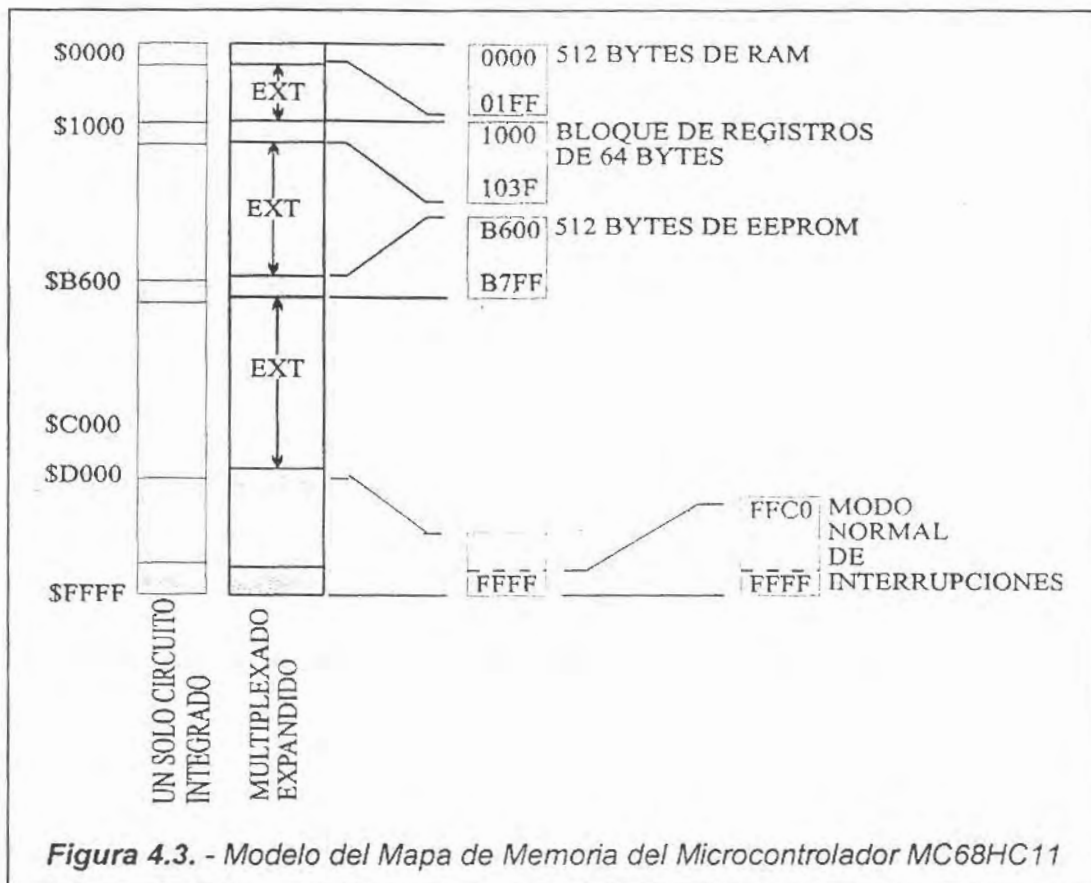 $0000
$1000
$B600
$C000
$D000
$FFFF
EXT
EXT
EXT
0000
01FF
512 BYTES DE RAM
1000
103F
BLOQUE DE REGISTROS
DE 64 BYTES
B600
B7FF
512 BYTES DE EEPROM
FFFF
FFC0
FFFF
MODO
NORMAL
DE
INTERRUPCIONES
UN SOLO CIRCUITO
INTEGRADO
MULTIPLEXADO
EXPANDIDO
Figura 4.3. - Modelo del Mapa de Memoria del Microcontrolador MC68HC11